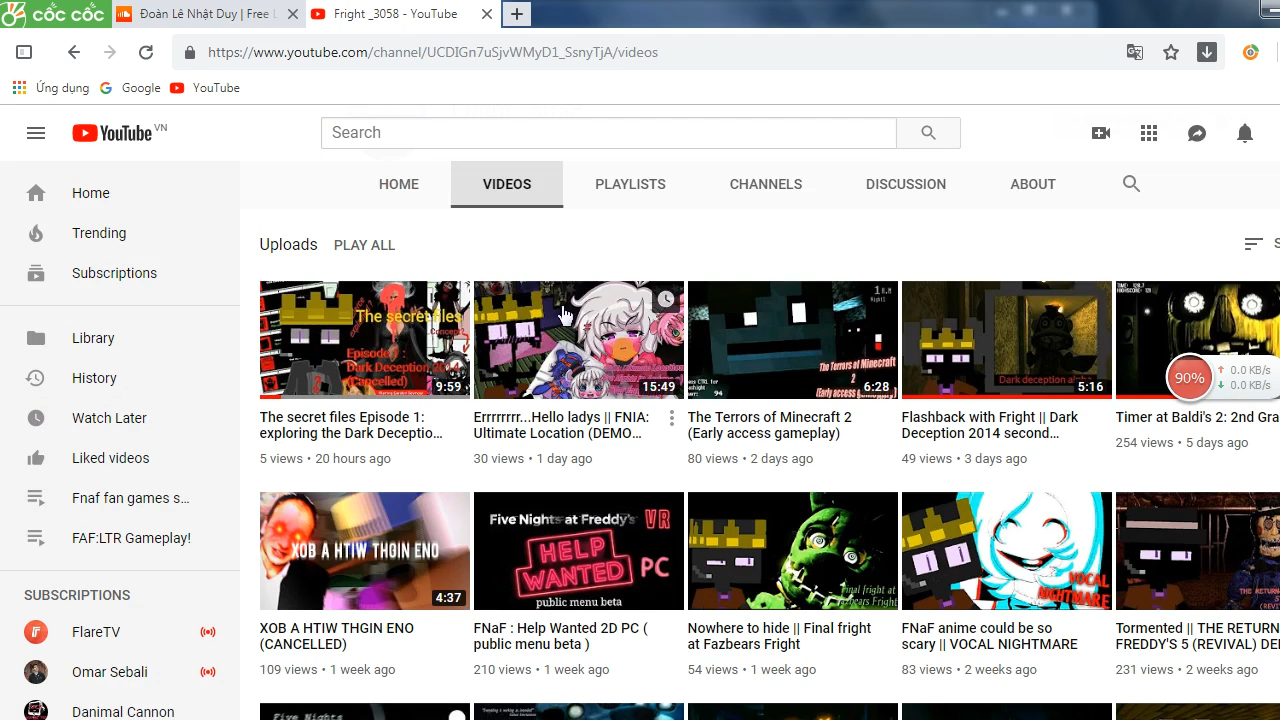 cốc cốc
Đoàn Lê Nhật Duy | Free L
Fright _3058 - YouTube
https://www.youtube.com/channel/UCDIGn7uSjvWMyD1_SsnyTjA/videos
Ứng dụng
Google
YouTube
YouTube VN
Search
HOME
VIDEOS
PLAYLISTS
CHANNELS
DISCUSSION
ABOUT
Home
Trending
Subscriptions
Library
History
Watch Later
Liked videos
Fnaf fan games s...
FAF:LTR Gameplay!
SUBSCRIPTIONS
FlareTV
Omar Sebali
Danimal Cannon
Uploads
PLAY ALL
S
The secret files
Episode 1 :
Dark Deception 2014
(Cancelled)
9:59
The secret files Episode 1:
exploring the Dark Deceptio...
5 views • 20 hours ago
15:49
Errrrrrrr...Hello ladys || FNIA:
Ultimate Location (DEMO...
30 views • 1 day ago
Night1
The Terrors of Minecraft
2
(Early access gameplay)
94
6:28
The Terrors of Minecraft 2
(Early access gameplay)
80 views • 2 days ago
Dark deception alpha
5:16
Flashback with Fright || Dark
Deception 2014 second...
49 views • 3 days ago
90%
0.0 KB/s
0.0 KB/s
Timer at Baldi's 2: 2nd Gra
254 views • 5 days ago
XOB A HTIW THGIN ENO
4:37
XOB A HTIW THGIN ENO
(CANCELLED)
109 views • 1 week ago
Five Nights at Freddy's VR
HELP
WANTED
PC
public menu beta
FNaF : Help Wanted 2D PC (
public menu beta )
210 views • 1 week ago
Final fright
at Fazbears Fright
Nowhere to hide || Final fright
at Fazbears Fright
54 views • 1 week ago
VOCAL
NIGHTMARE
FNaF anime could be so
scary || VOCAL NIGHTMARE
83 views • 2 weeks ago
Tormented || THE RETURN
FREDDY'S 5 (REVIVAL) DE
231 views • 2 weeks ago
Five Nights